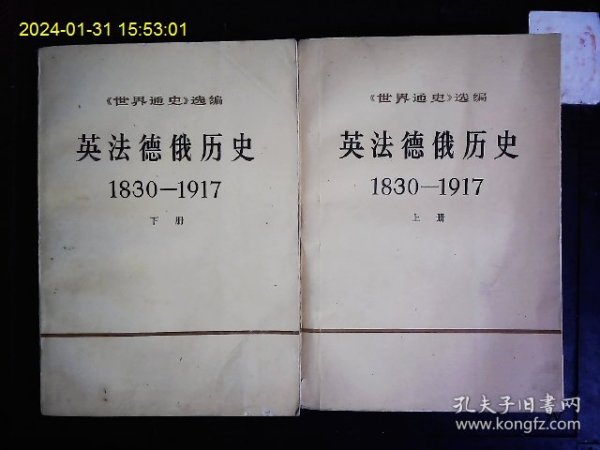 2024-01-31 15:53:01
《世界通史》选编
英法德俄历史
1830—1917
下册
《世界通史》选编
英法德俄历史
1830—1917
上册
孔夫子旧书网
www.kongfz.com